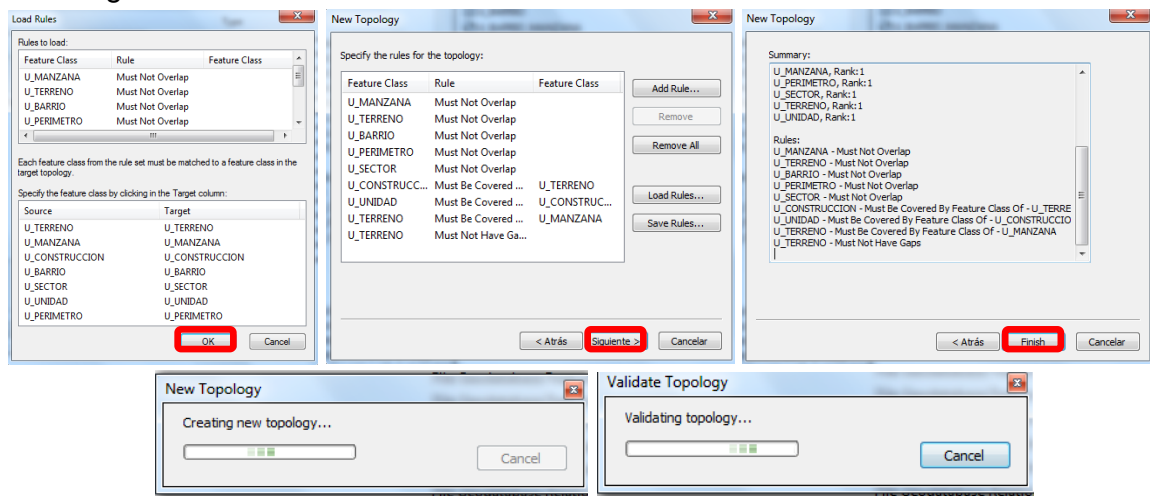 Load Rules
Rules to load:
Feature Class Rule Feature Class
U_MANZANA Must Not Overlap
U_TERRENO Must Not Overlap
U_BARRIO Must Not Overlap
U_PERIMETRO Must Not Overlap
Each feature class from the rule set must be matched to a feature class in the
target topology.
Specify the feature class by clicking in the Target column:
Source Target
U_TERRENO U_TERRENO
U_MANZANA U_MANZANA
U_CONSTRUCCION U_CONSTRUCCION
U_BARRIO U_BARRIO
U_SECTOR U_SECTOR
U_UNIDAD U_UNIDAD
U_PERIMETRO U_PERIMETRO
OK Cancel
New Topology
Specify the rules for the topology:
Feature Class Rule Feature Class
U_MANZANA Must Not Overlap
U_TERRENO Must Not Overlap
U_BARRIO Must Not Overlap
U_PERIMETRO Must Not Overlap
U_SECTOR Must Not Overlap
U_CONSTRUCC... Must Be Covered ... U_TERRENO
U_UNIDAD Must Be Covered ... U_CONSTRUC...
U_TERRENO Must Be Covered ... U_MANZANA
U_TERRENO Must Not Have Ga...
Add Rule...
Remove
Remove All
Load Rules...
Save Rules...
< Atrás Siguiente > Cancelar
New Topology
Summary:
U_MANZANA, Rank:1
U_PERIMETRO, Rank:1
U_SECTOR, Rank:1
U_TERRENO, Rank:1
U_UNIDAD, Rank:1
Rules:
U_MANZANA - Must Not Overlap
U_TERRENO - Must Not Overlap
U_BARRIO - Must Not Overlap
U_PERIMETRO - Must Not Overlap
U_SECTOR - Must Not Overlap
U_CONSTRUCCION - Must Be Covered By Feature Class Of - U_TERRE
U_UNIDAD - Must Be Covered By Feature Class Of - U_CONSTRUCCIO
U_TERRENO - Must Be Covered By Feature Class Of - U_MANZANA
U_TERRENO - Must Not Have Gaps
< Atrás Finish Cancelar
New Topology
Creating new topology...
Cancel
Validate Topology
Validating topology...
Cancel